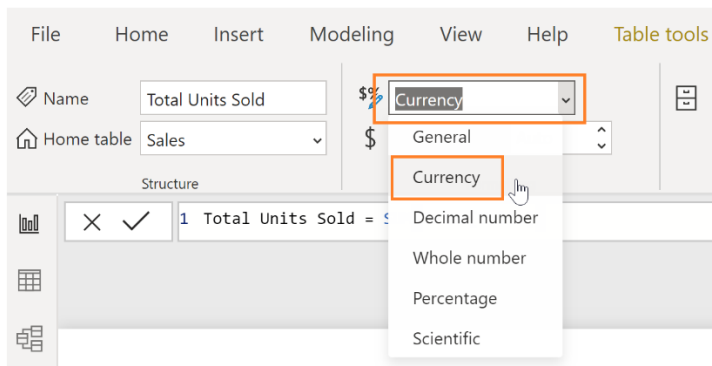 File Home Insert Modeling View Help Table tools
Name Total Units Sold $% Currency
Home table Sales $ General
Structure Currency
1 Total Units Sold = S
Decimal number
Whole number
Percentage
Scientific